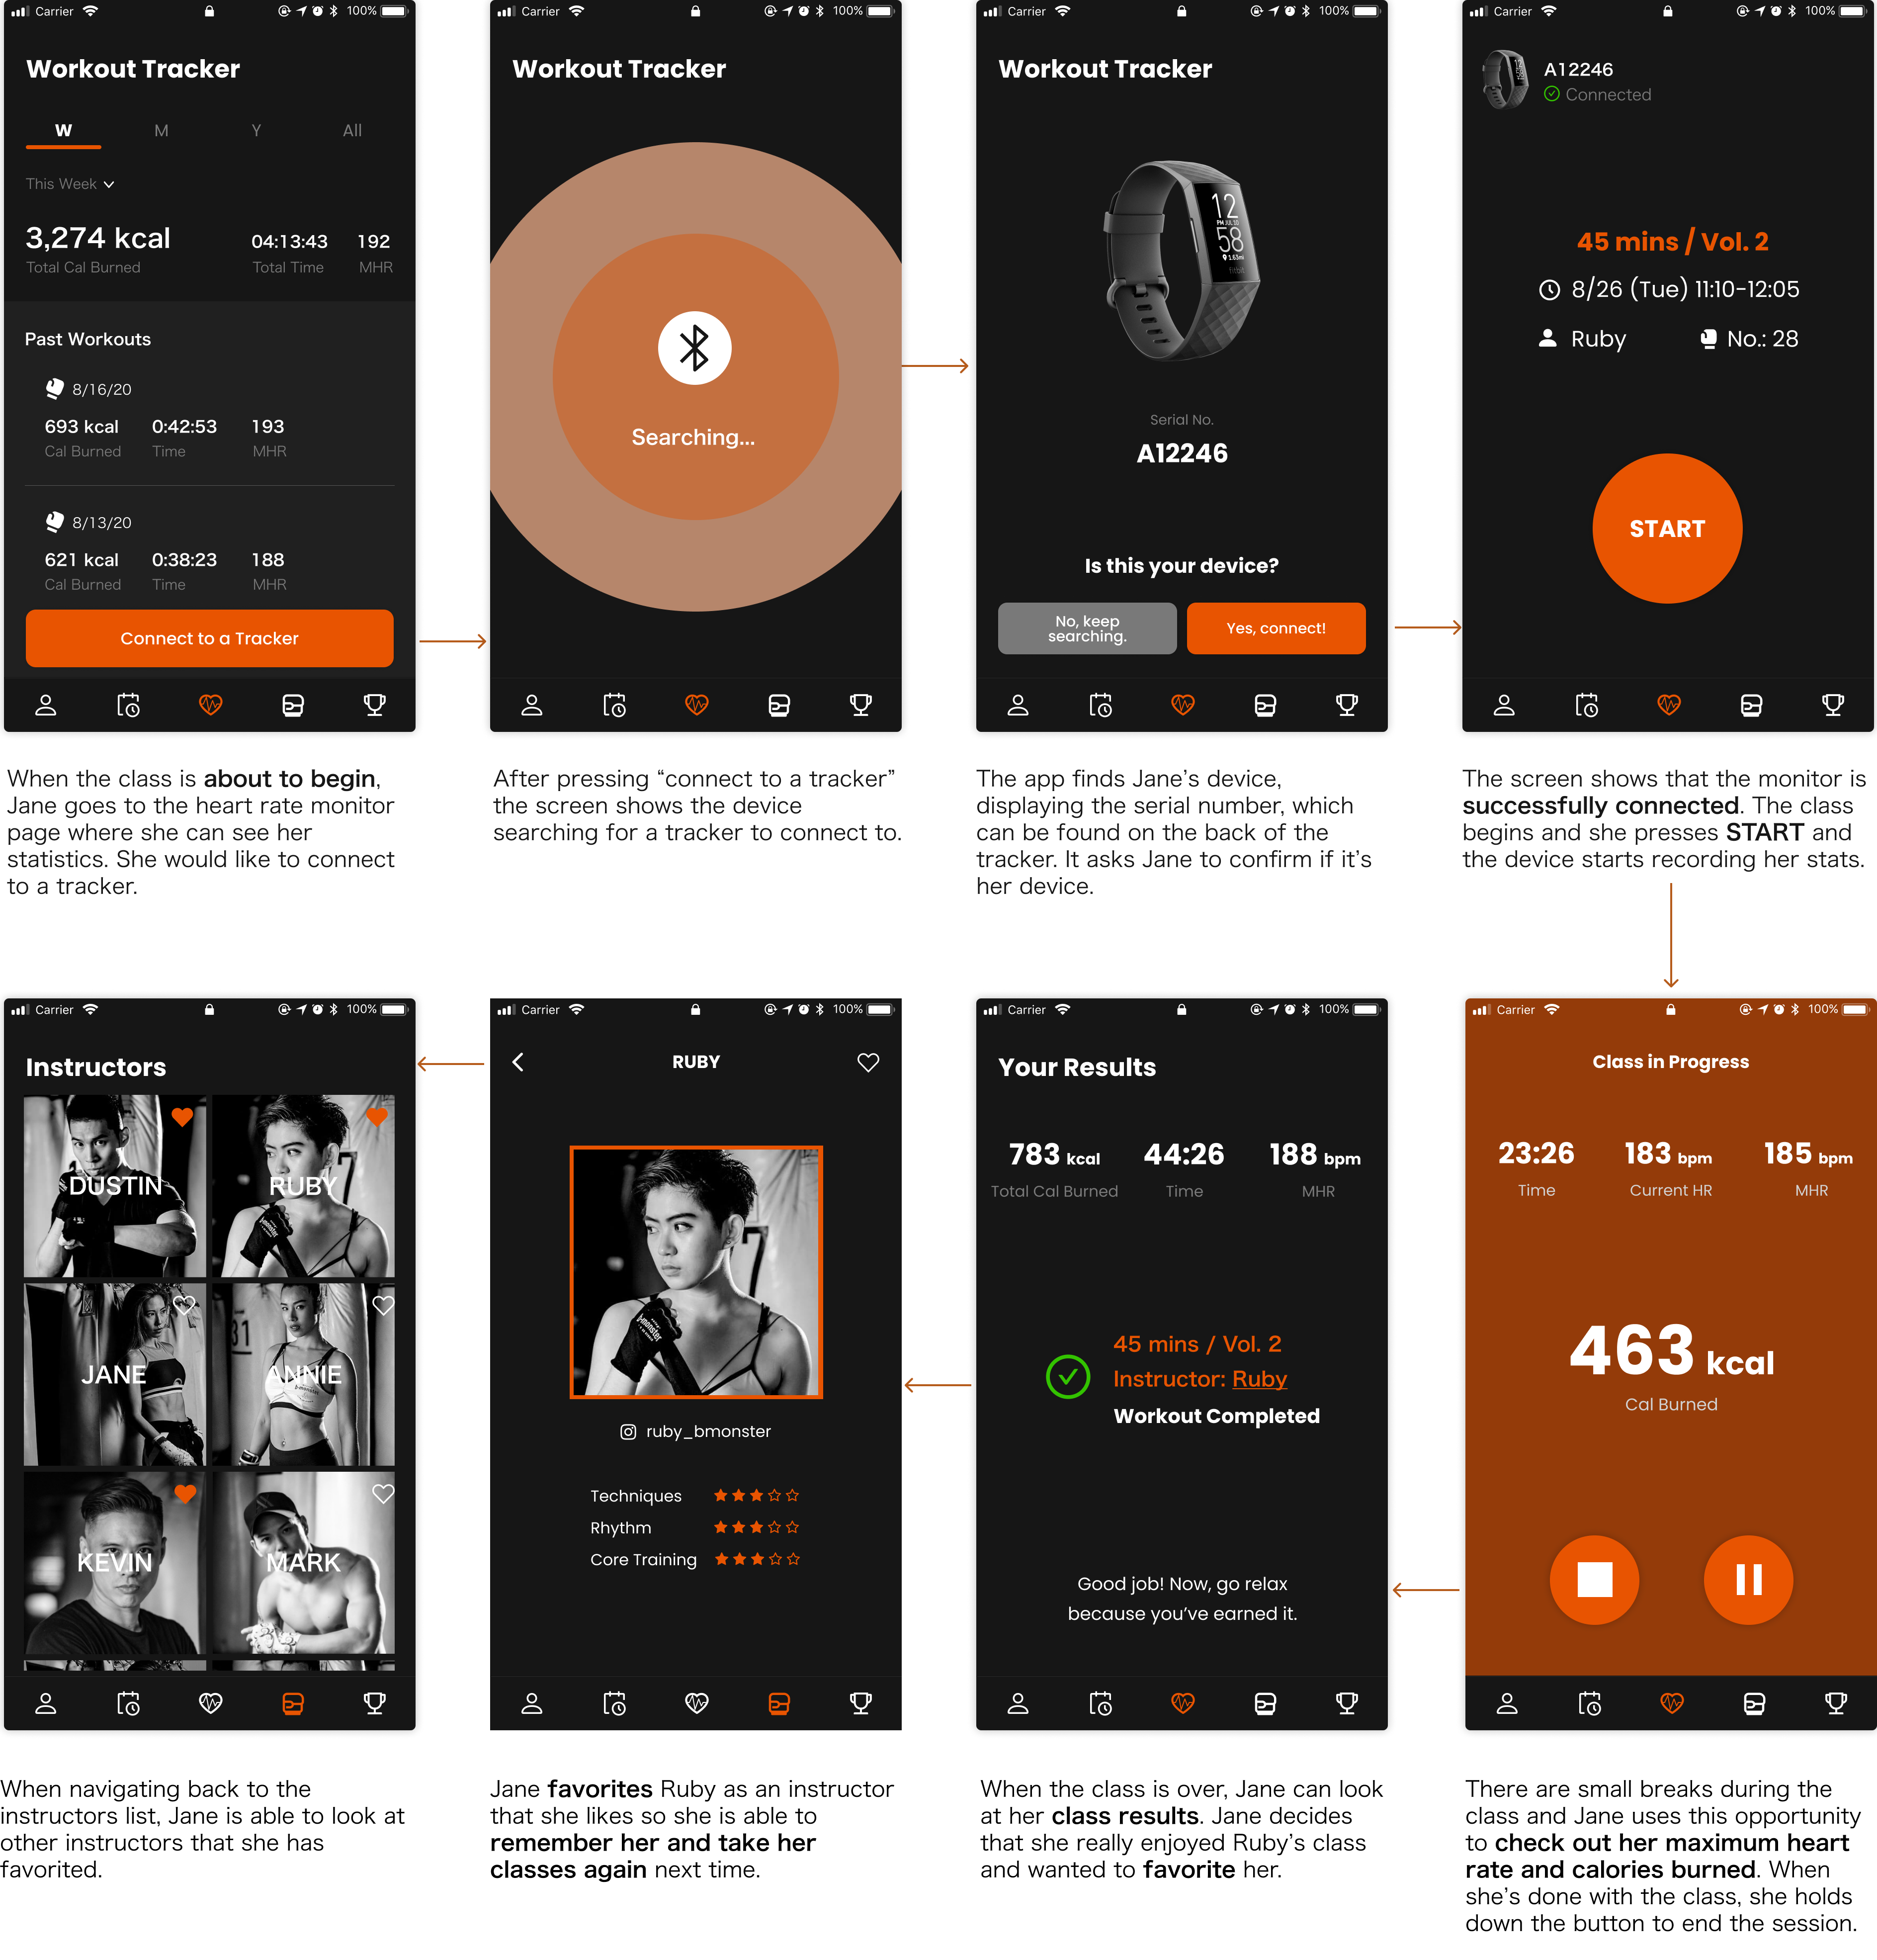 Carrier 100%
Workout Tracker
W M Y All
This Week
3,274 kcal 04:13:43 192
Total Cal Burned Total Time MHR
Past Workouts
8/16/20
693 kcal 0:42:53 193
Cal Burned Time MHR
8/13/20
621 kcal 0:38:23 188
Cal Burned Time MHR
Connect to a Tracker
When the class is about to begin,
Jane goes to the heart rate monitor
page where she can see her
statistics. She would like to connect
to a tracker.
Carrier 100%
Workout Tracker
Searching...
After pressing “connect to a tracker”
the screen shows the device
searching for a tracker to connect to.
Carrier 100%
Workout Tracker
12
PM JUL 10
58
1.63mi
fitbit
Serial No.
A12246
Is this your device?
No, keep
searching.
Yes, connect!
The app finds Jane’s device,
displaying the serial number, which
can be found on the back of the
tracker. It asks Jane to confirm if it’s
her device.
Carrier 100%
A12246
Connected
45 mins / Vol. 2
8/26 (Tue) 11:10-12:05
Ruby No.: 28
START
The screen shows that the monitor is
successfully connected. The class
begins and she presses START and
the device starts recording her stats.
Carrier 100%
Class in Progress
23:26 183 bpm 185 bpm
Time Current HR MHR
463 kcal
Cal Burned
There are small breaks during the
class and Jane uses this opportunity
to check out her maximum heart
rate and calories burned. When
she’s done with the class, she holds
down the button to end the session.
Carrier 100%
Your Results
783 kcal 44:26 188 bpm
Total Cal Burned Time MHR
45 mins / Vol. 2
Instructor: Ruby
Workout Completed
Good job! Now, go relax
because you’ve earned it.
When the class is over, Jane can look
at her class results. Jane decides
that she really enjoyed Ruby’s class
and wanted to favorite her.
Carrier 100%
RUBY
b-monster
ruby_bmonster
Techniques
Rhythm
Core Training
Jane favorites Ruby as an instructor
that she likes so she is able to
remember her and take her
classes again next time.
Carrier 100%
Instructors
DUSTIN RUBY
JANE ANNIE
31
KEVIN MARK
When navigating back to the
instructors list, Jane is able to look at
other instructors that she has
favorited.